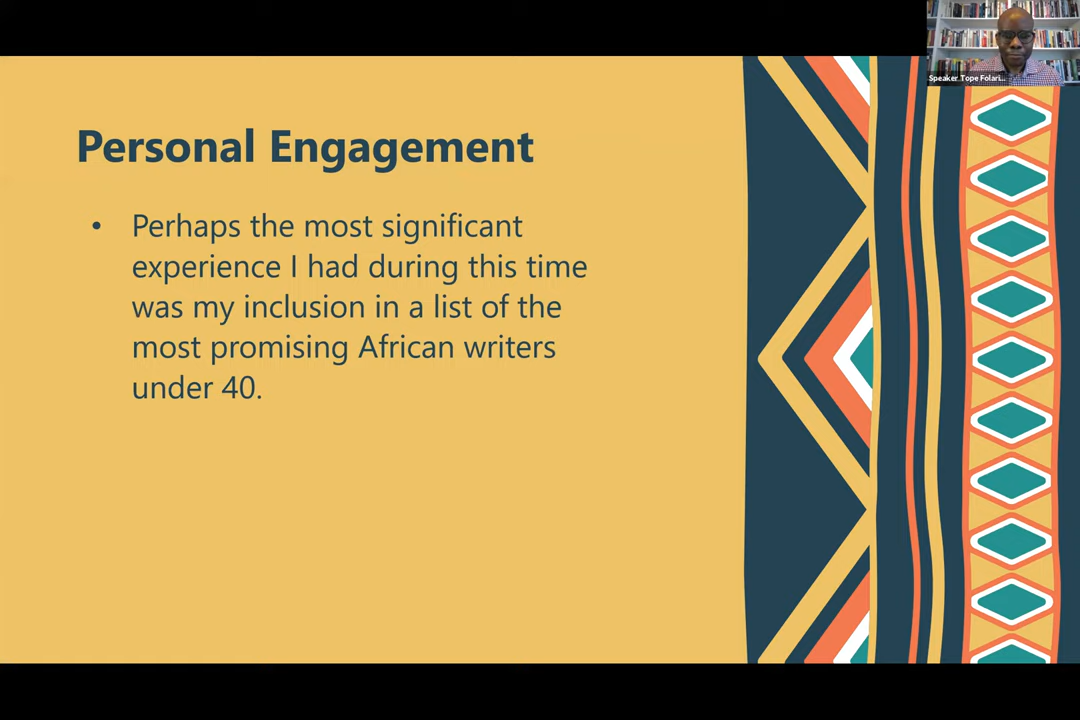 Speaker Tope Folari...
Personal Engagement
• Perhaps the most significant
experience I had during this time
was my inclusion in a list of the
most promising African writers
under 40.